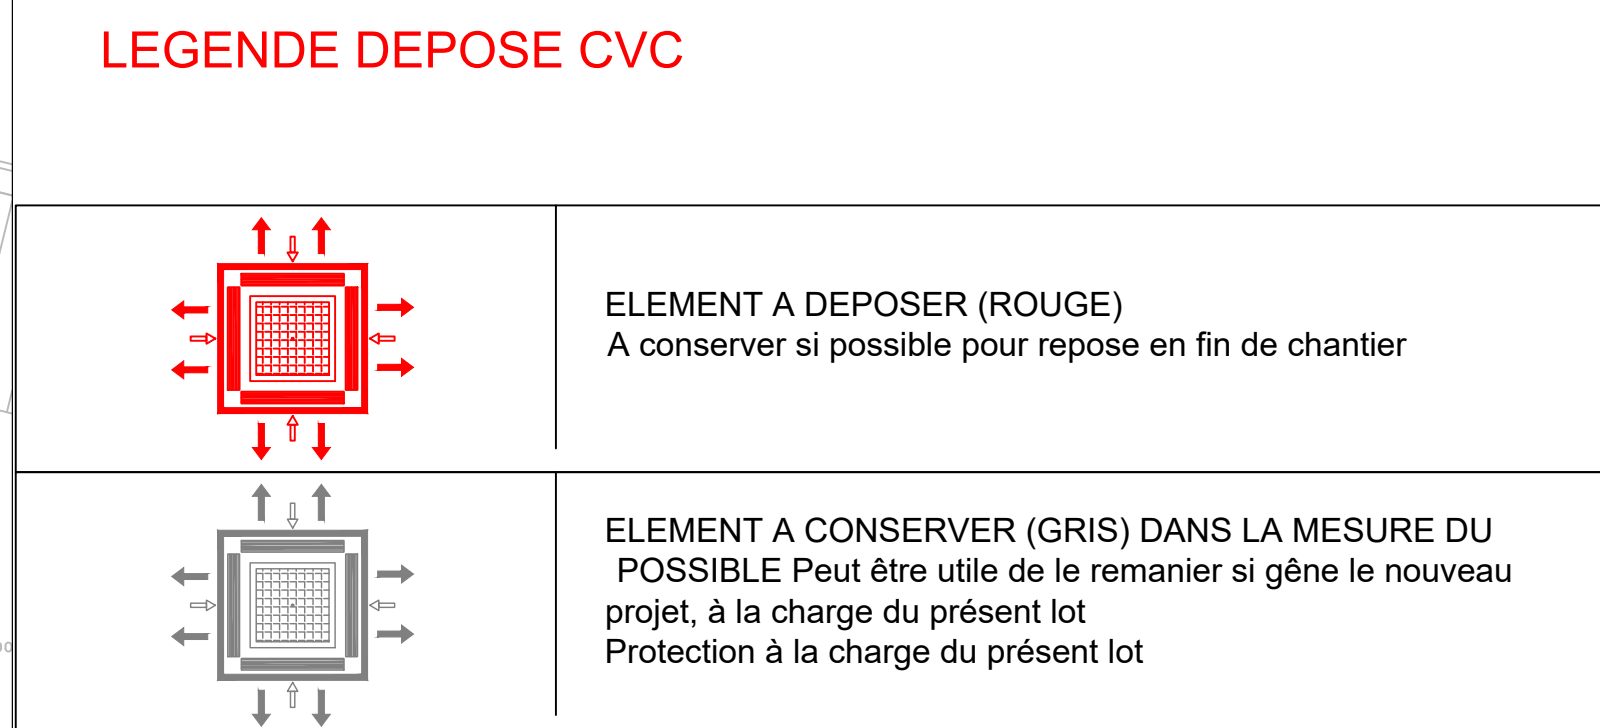 LEGENDE DEPOSE CVC
ELEMENT A DEPOSER (ROUGE)
A conserver si possible pour repose en fin de chantier
ELEMENT A CONSERVER (GRIS) DANS LA MESURE DU
POSSIBLE Peut être utile de le remanier si gêne le nouveau
projet, à la charge du présent lot
Protection à la charge du présent lot